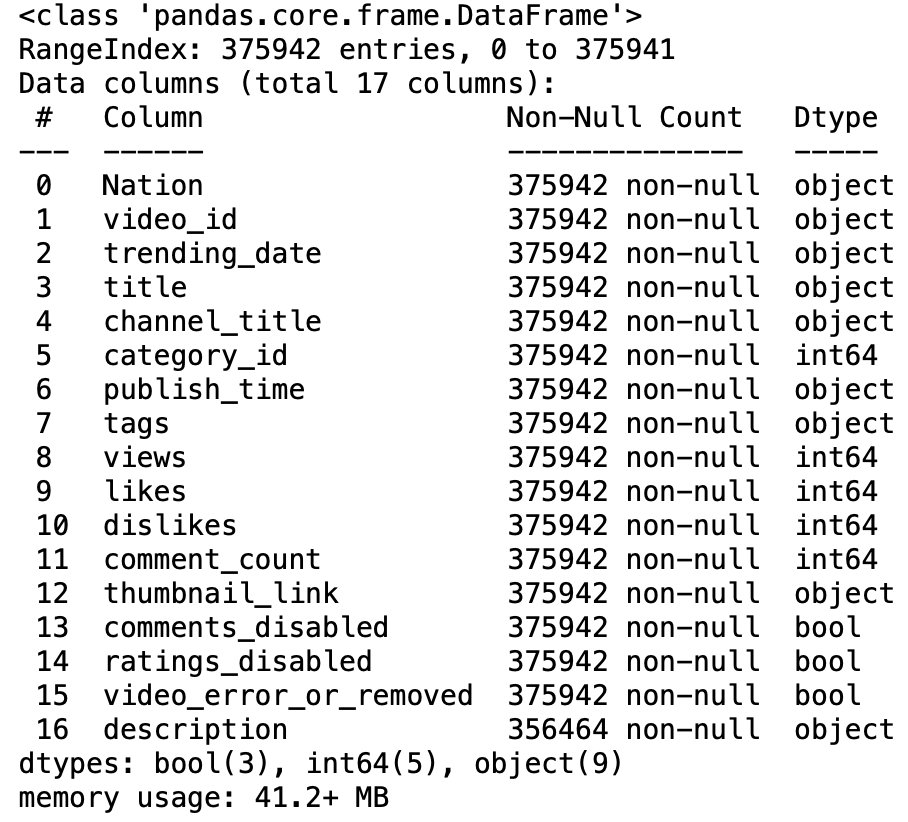 <class 'pandas.core.frame.DataFrame'>
RangeIndex: 375942 entries, 0 to 375941
Data columns (total 17 columns):
 #   Column                  Non-Null Count   Dtype
---  ------                  --------------   -----
 0   Nation                  375942 non-null  object
 1   video_id                375942 non-null  object
 2   trending_date           375942 non-null  object
 3   title                   375942 non-null  object
 4   channel_title           375942 non-null  object
 5   category_id             375942 non-null  int64
 6   publish_time            375942 non-null  object
 7   tags                    375942 non-null  object
 8   views                   375942 non-null  int64
 9   likes                   375942 non-null  int64
 10  dislikes                375942 non-null  int64
 11  comment_count           375942 non-null  int64
 12  thumbnail_link          375942 non-null  object
 13  comments_disabled       375942 non-null  bool
 14  ratings_disabled        375942 non-null  bool
 15  video_error_or_removed  375942 non-null  bool
 16  description             356464 non-null  object
dtypes: bool(3), int64(5), object(9)
memory usage: 41.2+ MB